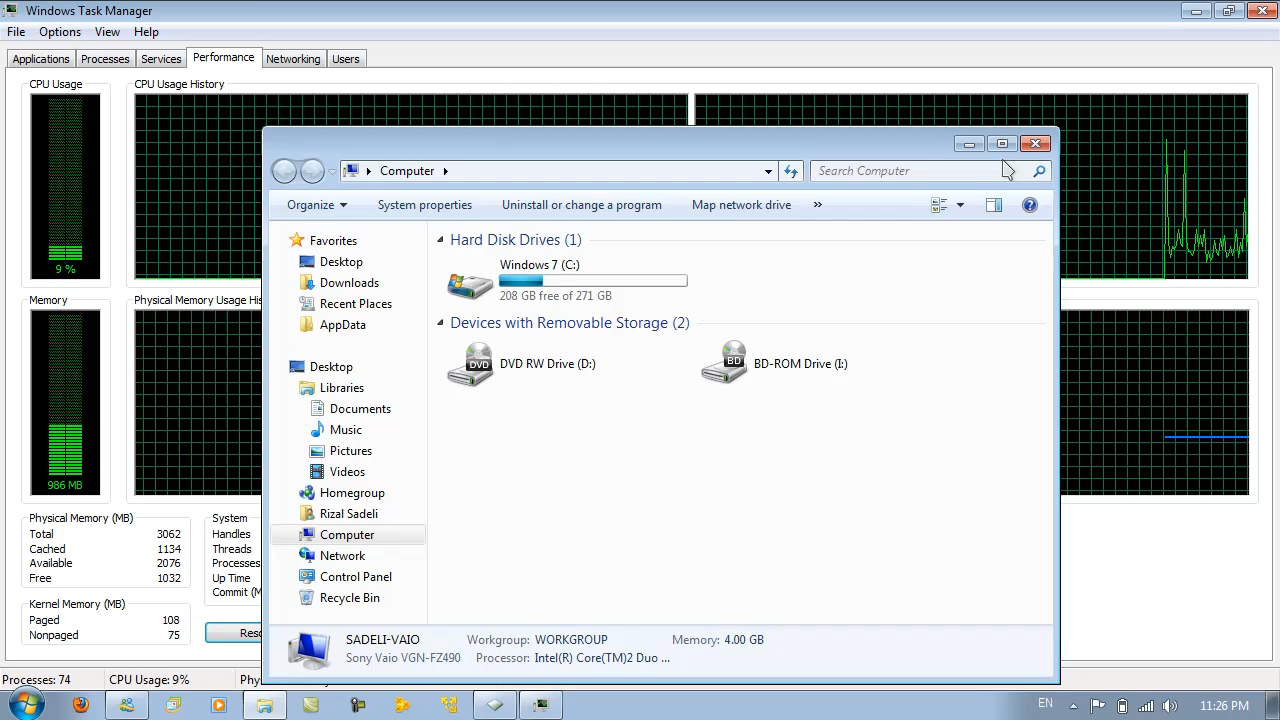 Windows Task Manager
File Options View Help
Applications Processes Services Performance Networking Users
CPU Usage
CPU Usage History
9 %
Memory
Physical Memory Usage His
986 MB
Physical Memory (MB)
Total 3062
Cached 1134
Available 2076
Free 1032
Kernel Memory (MB)
Paged 108
Nonpaged 75
System
Handles
Threads
Processes
Up Time
Commit (M
Reso
Processes: 74 CPU Usage: 9% Phy
Computer
Search Computer
Organize System properties Uninstall or change a program Map network drive »
Favorites
Desktop
Downloads
Recent Places
AppData
Desktop
Libraries
Documents
Music
Pictures
Videos
Homegroup
Rizal Sadeli
Computer
Network
Control Panel
Recycle Bin
Hard Disk Drives (1)
Windows 7 (C:)
208 GB free of 271 GB
Devices with Removable Storage (2)
DVD
DVD RW Drive (D:)
BD
BD-ROM Drive (I:)
SADELI-VAIO Workgroup: WORKGROUP Memory: 4.00 GB
Sony Vaio VGN-FZ490 Processor: Intel(R) Core(TM)2 Duo ...
EN 11:26 PM